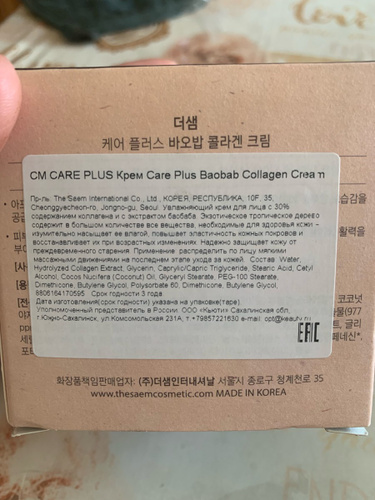 더샘
케어 플러스 바오밥 콜라겐 크림
CM.CARE PLUS Крем Care Plus Baobab Collagen Cream
Пр-ль: The Saem International Co., Ltd., КОРЕЯ, РЕСПУБЛИКА, 10F, 35,
Cheonggyecheon-ro, Jongno-gu, Seoul. Увлажняющий крем для лица с 30%
содержанием коллагена и с экстрактом баобаба. Экзотическое тропическое дерево
содержит в большом количестве все вещества, необходимые для здоровья кожи –
изумительно насыщает ее влагой, повышает эластичность кожных покровов и
восстанавливает их при возрастных изменениях. Надежно защищает кожу от
преждевременного старения. Применение: распределить по лицу мягкими
массажными движениями на последнем этапе ухода за кожей. Состав: Water,
Hydrolyzed Collagen Extract, Glycerin, Caprylic/Capric Triglyceride, Stearic Acid, Cetyl
Alcohol, Cocos Nucifera (Coconut) Oil, Glyceryl Stearate, PEG-100 Stearate,
Dimethicone, Butylene Glycol, Polysorbate 60, Dimethicone, Butylene Glycol,
8806164170595 Срок годности 3 года
Дата изготовления(срок годности) указана на упаковке(таре).
Уполномоченный представитель в России: ООО «Кьюти» Сахалинская обл,
г.Южно-Сахалинск, ул.Комсомольская 231А, т.+79857221630 e-mail: opt@keauty.ru
EAC
화장품책임판매업자: (주)더샘인터내셔날 서울시 종로구 청계천로 35
www.thesaemcosmetic.com MADE IN KOREA